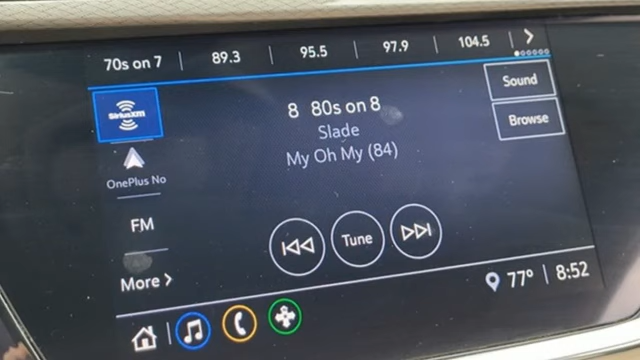 70s on 7 | 89.3 | 95.5 | 97.9 | 104.5 >
SiriusXM
8 80s on 8
Sound
Slade
Browse
My Oh My (84)
OnePlus No
FM
Tune
More >
77° | 8:52